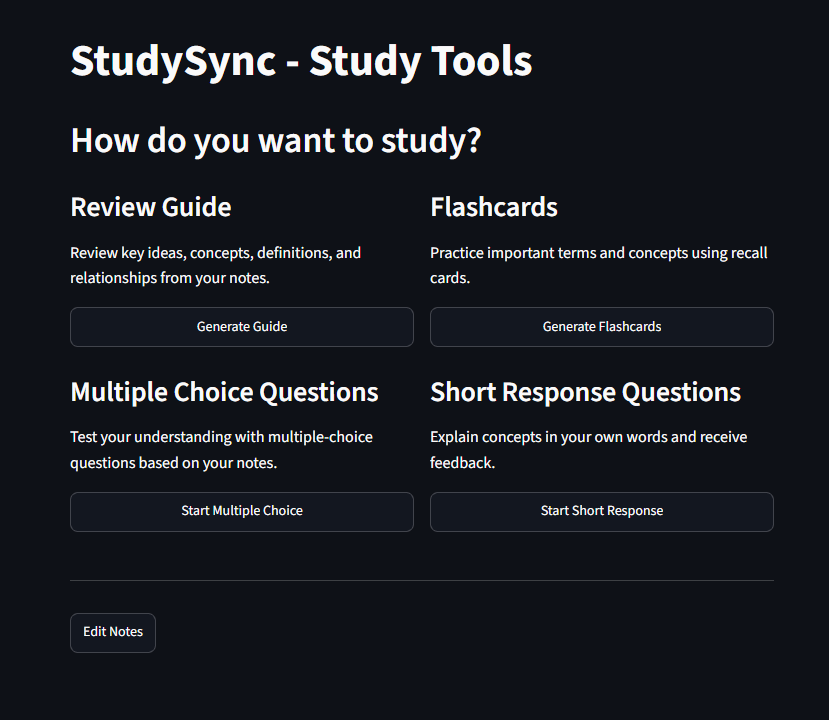 StudySync - Study Tools
How do you want to study?
Review Guide
Review key ideas, concepts, definitions, and
relationships from your notes.
Generate Guide
Flashcards
Practice important terms and concepts using recall
cards.
Generate Flashcards
Multiple Choice Questions
Test your understanding with multiple-choice
questions based on your notes.
Start Multiple Choice
Short Response Questions
Explain concepts in your own words and receive
feedback.
Start Short Response
Edit Notes